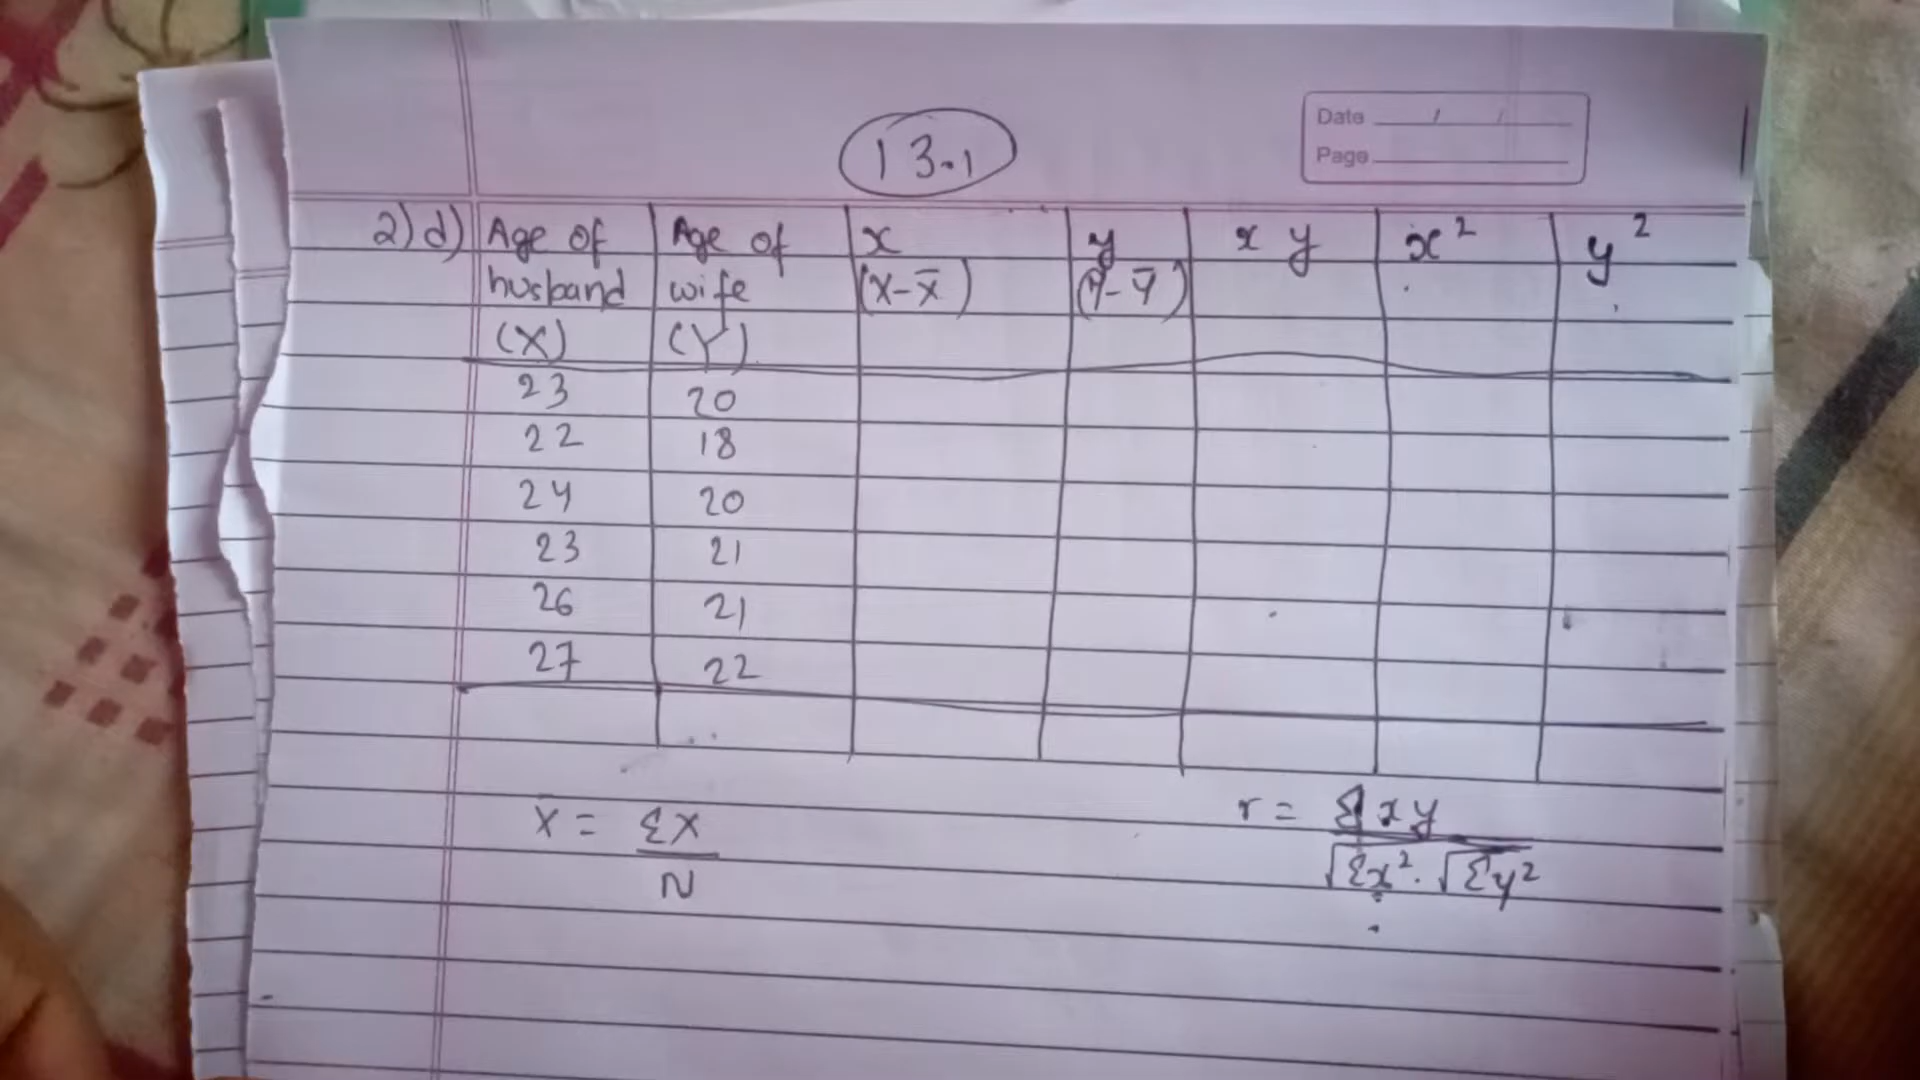 13.1
Date / /
Page
2) d) Age of husband (X) Age of wife (Y) x (X-X̄) y (Y-Ȳ) x y x² y²
23 20
22 18
24 20
23 21
26 21
27 22
X̄ = ΣX / N
r = Σxy / √Σx² . √Σy²